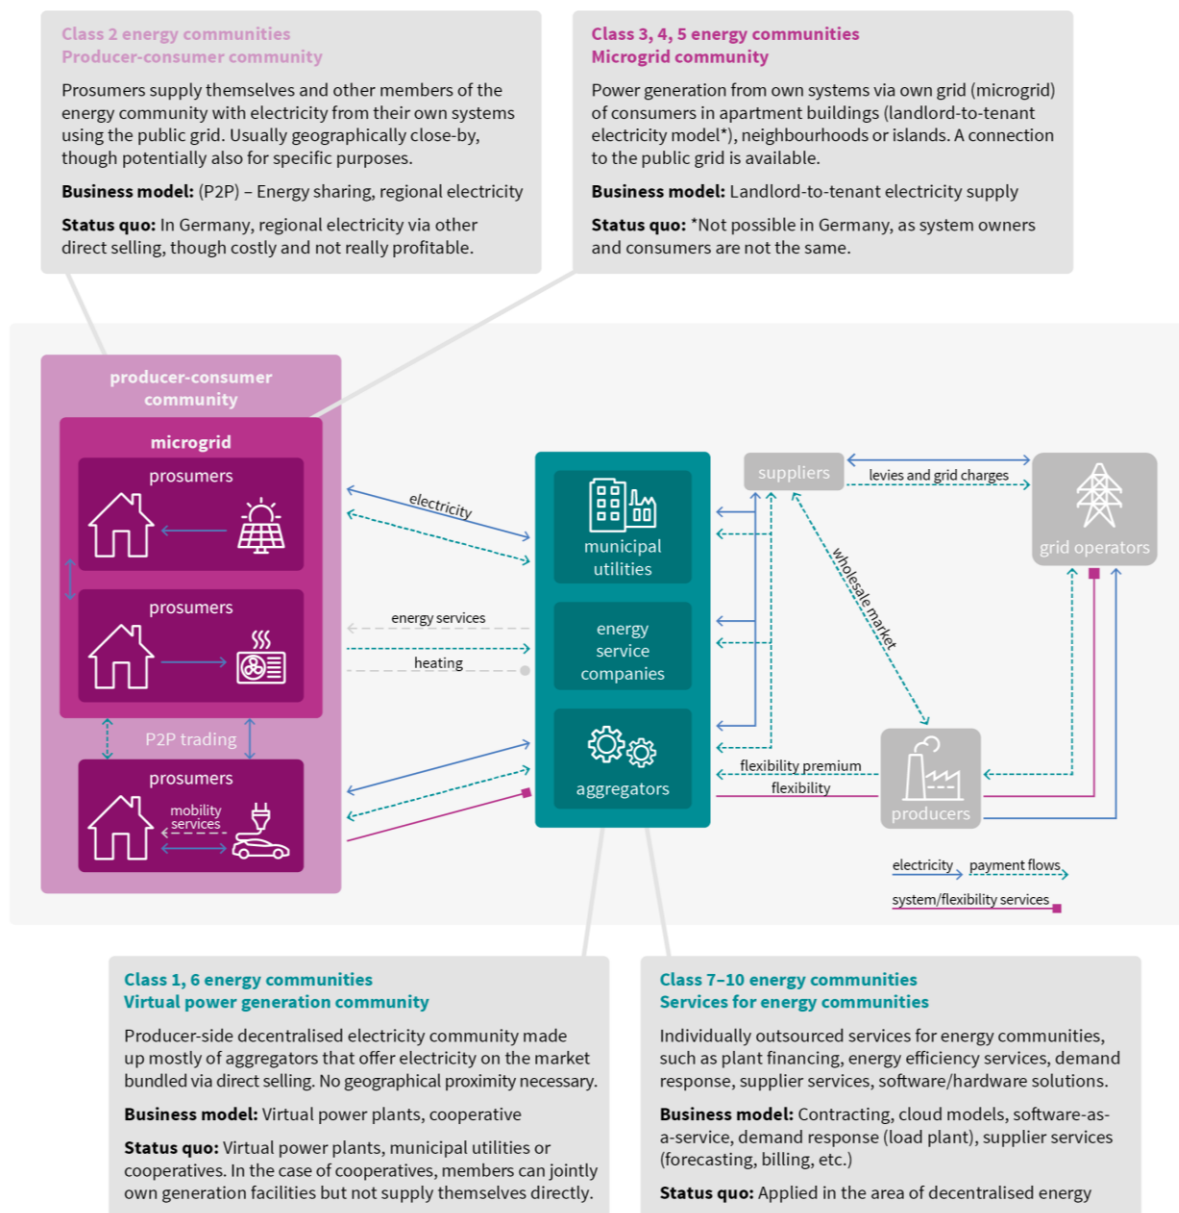 Class 2 energy communities
Producer-consumer community
Prosumers supply themselves and other members of the
energy community with electricity from their own systems
using the public grid. Usually geographically close-by,
though potentially also for specific purposes.
Business model: (P2P) – Energy sharing, regional electricity
Status quo: In Germany, regional electricity via other
direct selling, though costly and not really profitable.
Class 3, 4, 5 energy communities
Microgrid community
Power generation from own systems via own grid (microgrid)
of consumers in apartment buildings (landlord-to-tenant
electricity model*), neighbourhoods or islands. A connection
to the public grid is available.
Business model: Landlord-to-tenant electricity supply
Status quo: *Not possible in Germany, as system owners
and consumers are not the same.
producer-consumer
community
microgrid
prosumers
prosumers
P2P trading
prosumers
mobility
services
electricity
energy services
heating
municipal
utilities
energy
service
companies
aggregators
suppliers
levies and grid charges
grid operators
wholesale market
flexibility premium
flexibility
producers
electricity
payment flows
system/flexibility services
Class 1, 6 energy communities
Virtual power generation community
Producer-side decentralised electricity community made
up mostly of aggregators that offer electricity on the market
bundled via direct selling. No geographical proximity necessary.
Business model: Virtual power plants, cooperative
Status quo: Virtual power plants, municipal utilities or
cooperatives. In the case of cooperatives, members can jointly
own generation facilities but not supply themselves directly.
Class 7–10 energy communities
Services for energy communities
Individually outsourced services for energy communities,
such as plant financing, energy efficiency services, demand
response, supplier services, software/hardware solutions.
Business model: Contracting, cloud models, software-as-
a-service, demand response (load plant), supplier services
(forecasting, billing, etc.)
Status quo: Applied in the area of decentralised energy